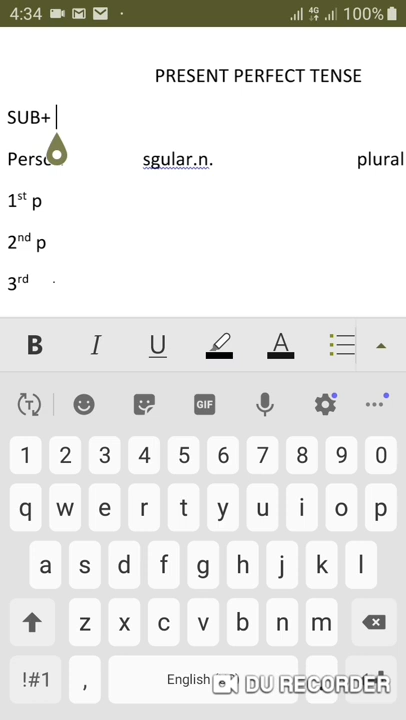 4:34 4G 100%
PRESENT PERFECT TENSE
SUB+
Perso sgular.n. plural
1st p
2nd p
3rd .
B I U A
T GIF
1 2 3 4 5 6 7 8 9 0
q w e r t y u i o p
a s d f g h j k l
z x c v b n m
!#1 , English
DU RECORDER